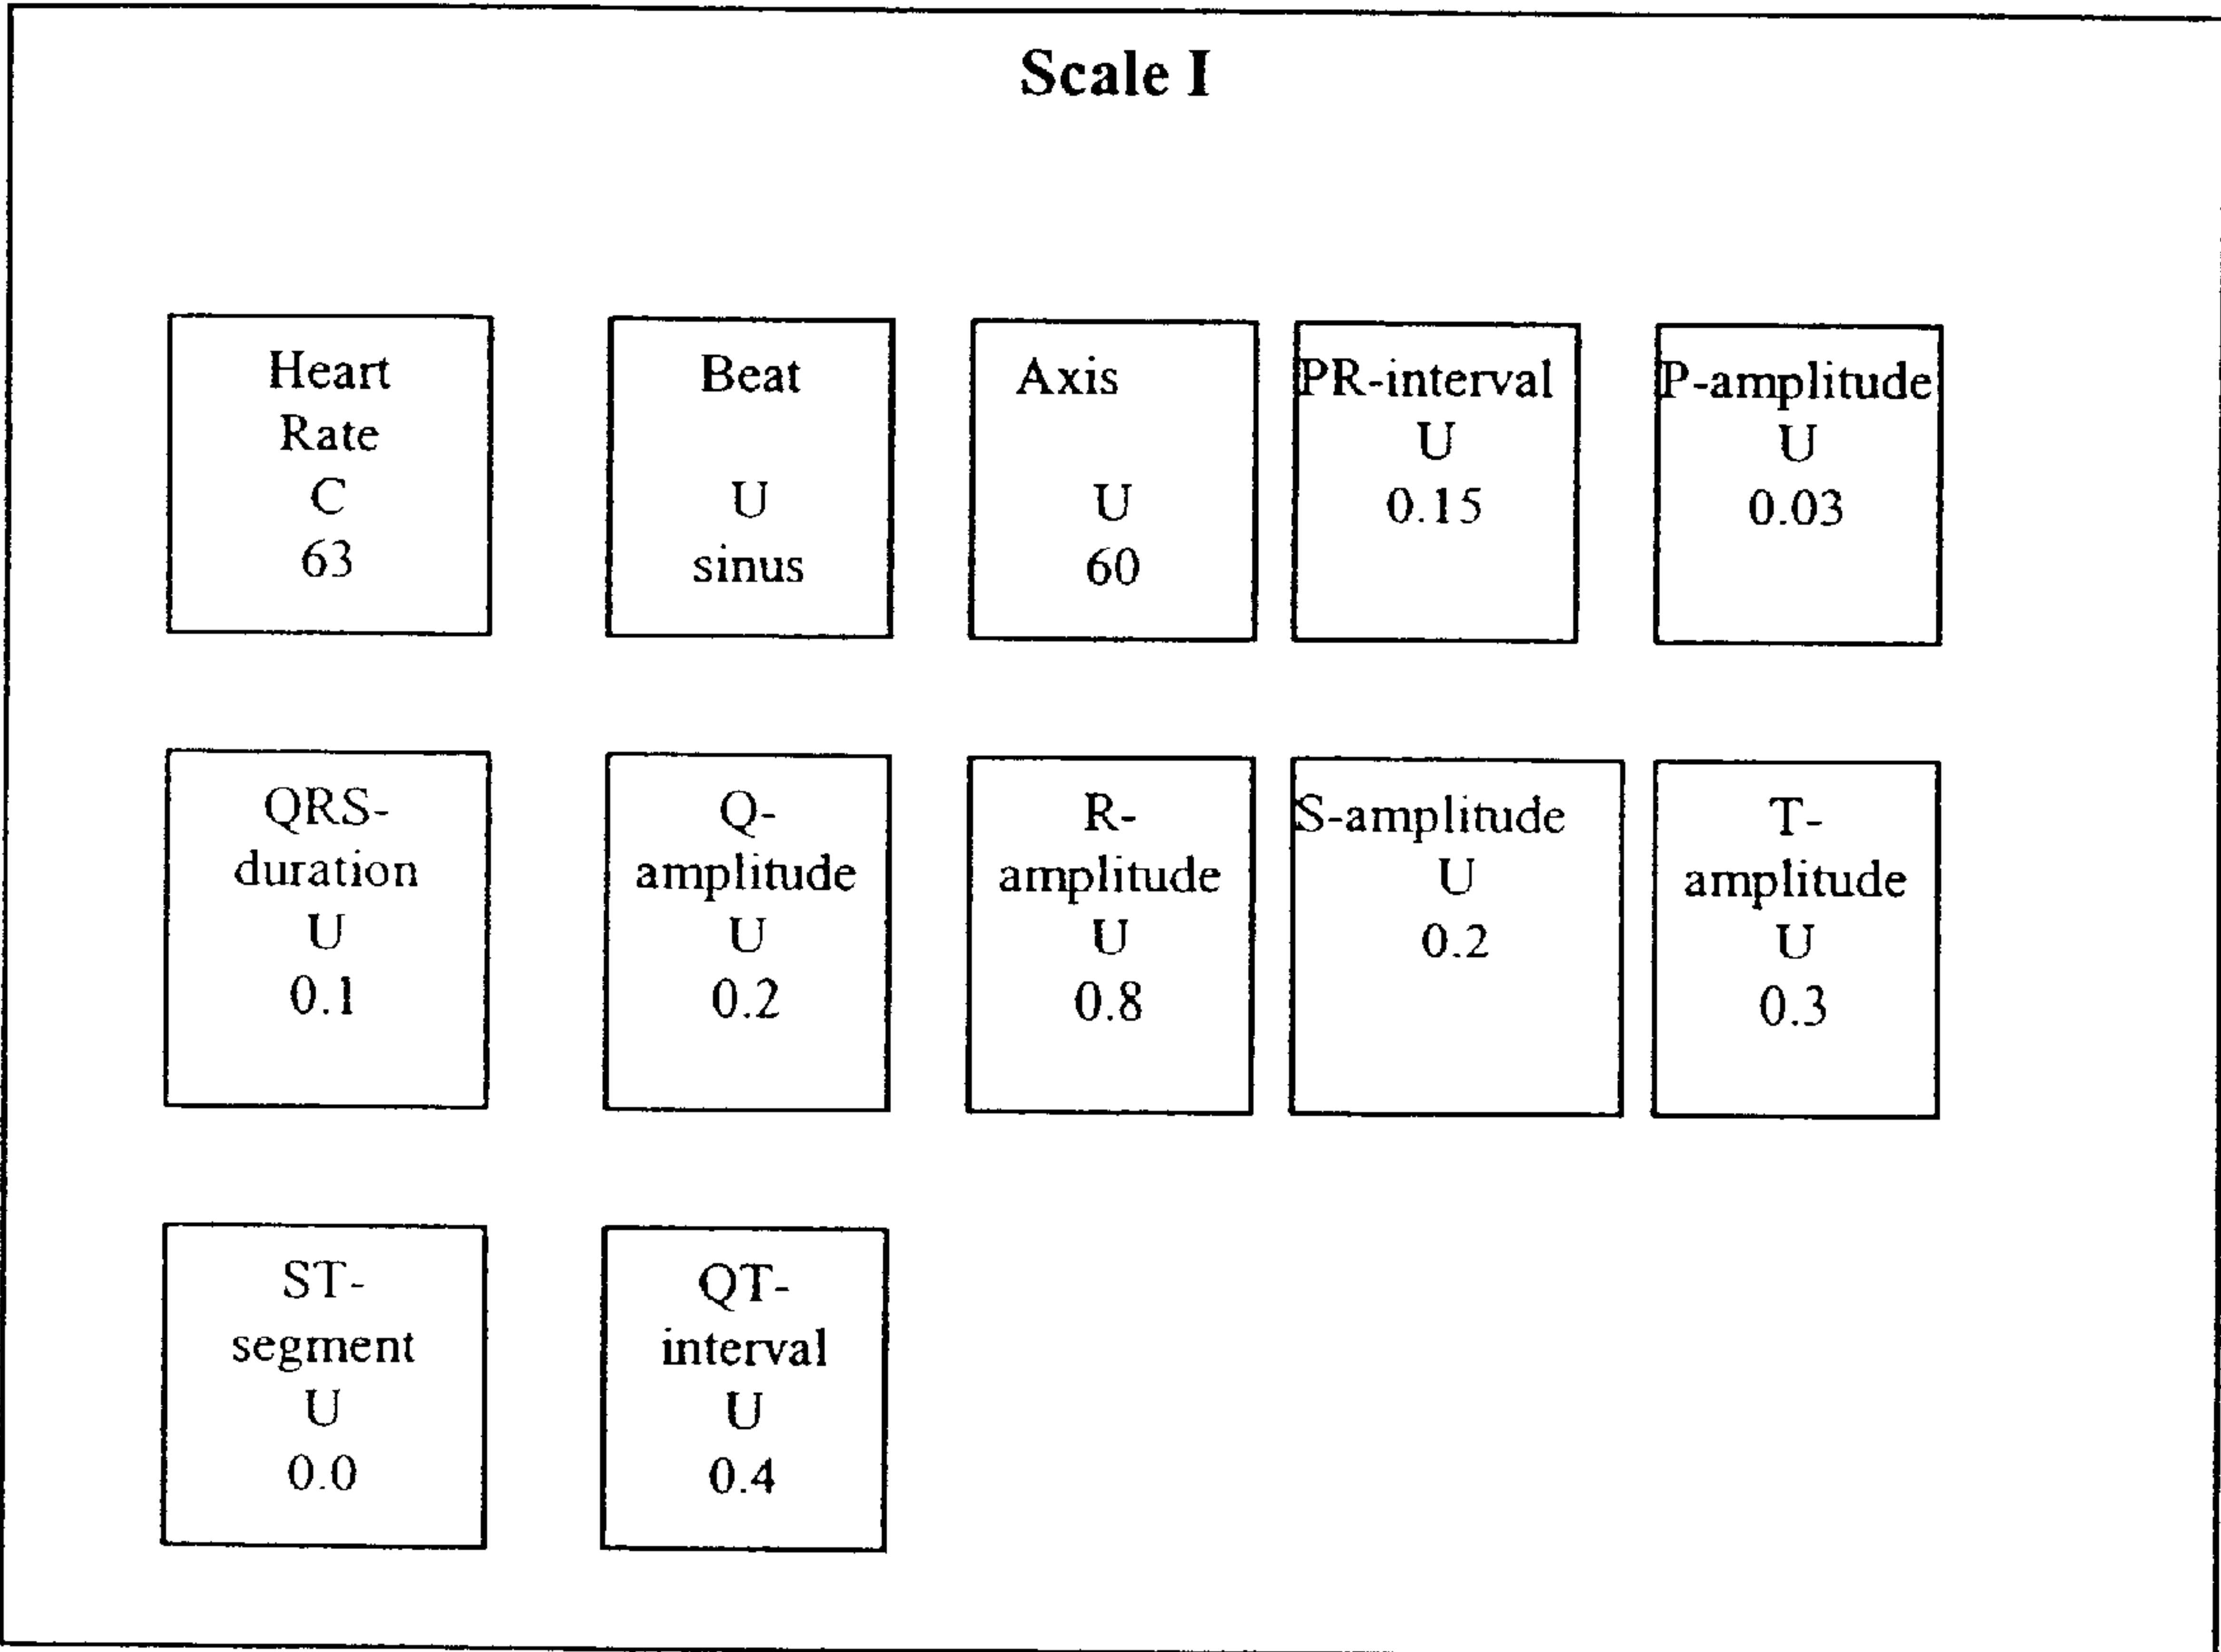 Scale I
Heart
Rate
C
63
Beat
U
sinus
Axis
U
60
PR-interval
U
0.15
P-amplitude
U
0.03
QRS-
duration
U
0.1
Q-
amplitude
U
0.2
R-
amplitude
U
0.8
S-amplitude
U
0.2
T-
amplitude
U
0.3
ST-
segment
U
0.0
QT-
interval
U
0.4